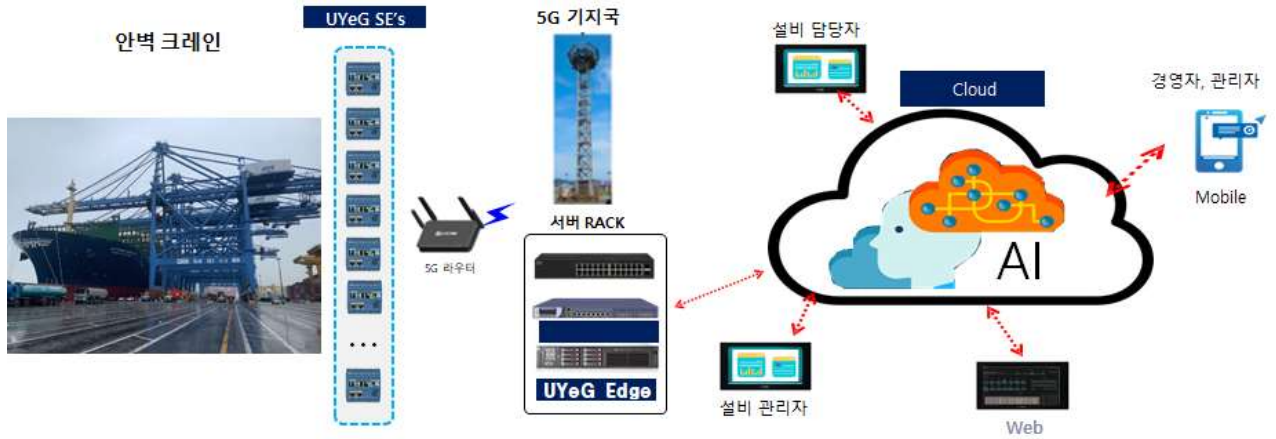 안벽 크레인
UYeG SE's
5G 라우터
5G 기지국
서버 RACK
UYeG Edge
설비 담당자
Cloud
AI
경영자, 관리자
Mobile
설비 관리자
Web